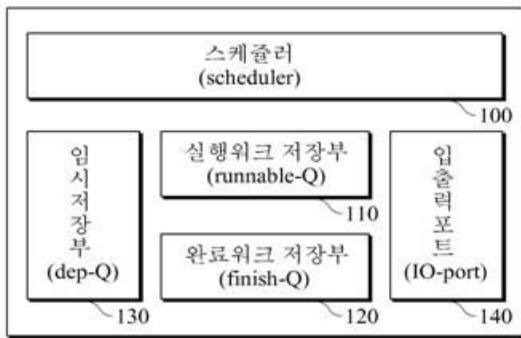 스케쥴러
(scheduler)
100
임시저장부
(dep-Q)
130
실행워크 저장부
(runnable-Q)
110
완료워크 저장부
(finish-Q)
120
입출력포트
(IO-port)
140